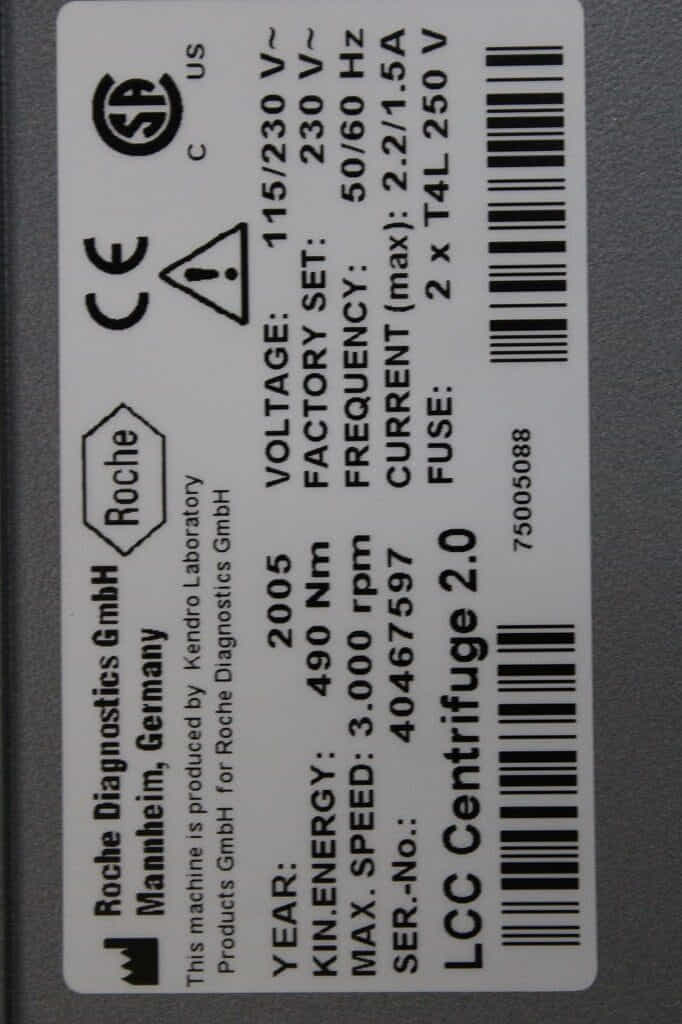 Roche Diagnostics GmbH
Mannheim, Germany
Roche
CE
CSA
C US
This machine is produced by Kendro Laboratory
Products GmbH for Roche Diagnostics GmbH
YEAR: 2005
KIN.ENERGY: 490 Nm
MAX. SPEED: 3.000 rpm
SER.-No.: 40467597
LCC Centrifuge 2.0
VOLTAGE: 115/230 V~
FACTORY SET: 230 V~
FREQUENCY: 50/60 Hz
CURRENT (max): 2.2/1.5A
FUSE: 2 x T4L 250 V
75005088